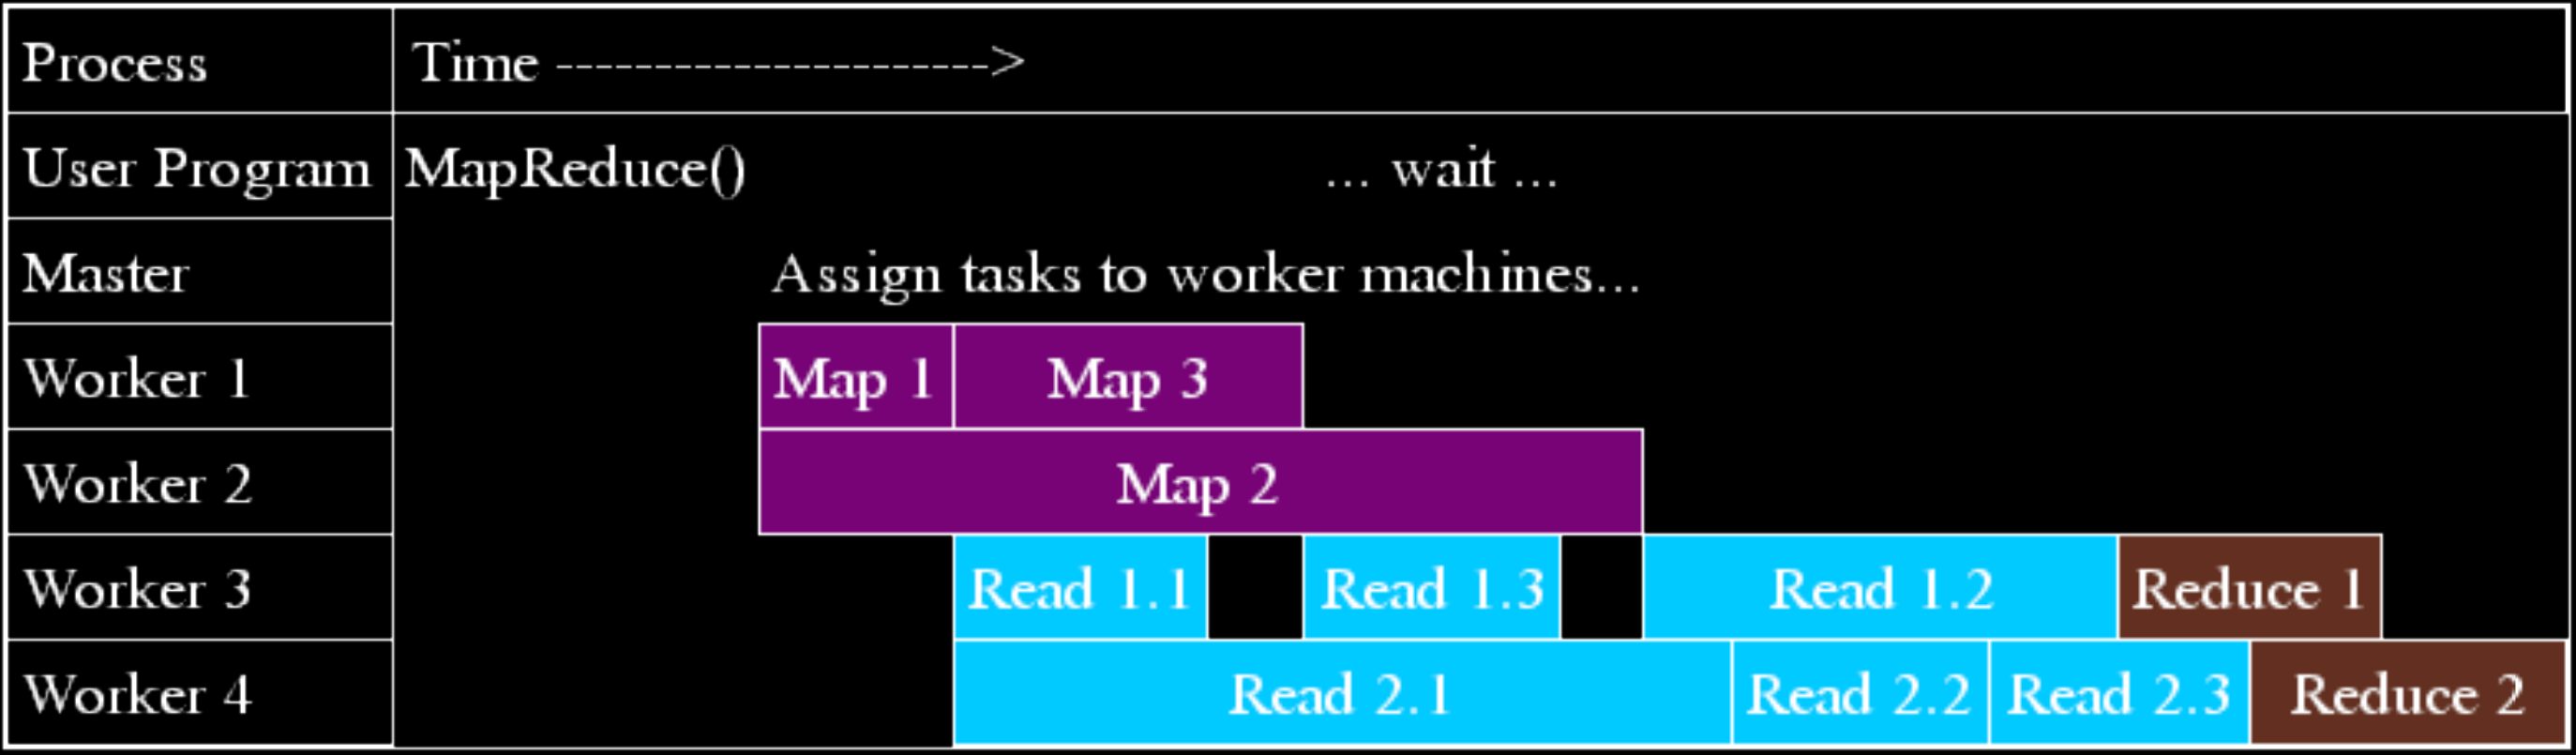 Process Time ---------------------->
User Program MapReduce() ... wait ...
Master Assign tasks to worker machines...
Worker 1 Map 1 Map 3
Worker 2 Map 2
Worker 3 Read 1.1 Read 1.3 Read 1.2 Reduce 1
Worker 4 Read 2.1 Read 2.2 Read 2.3 Reduce 2